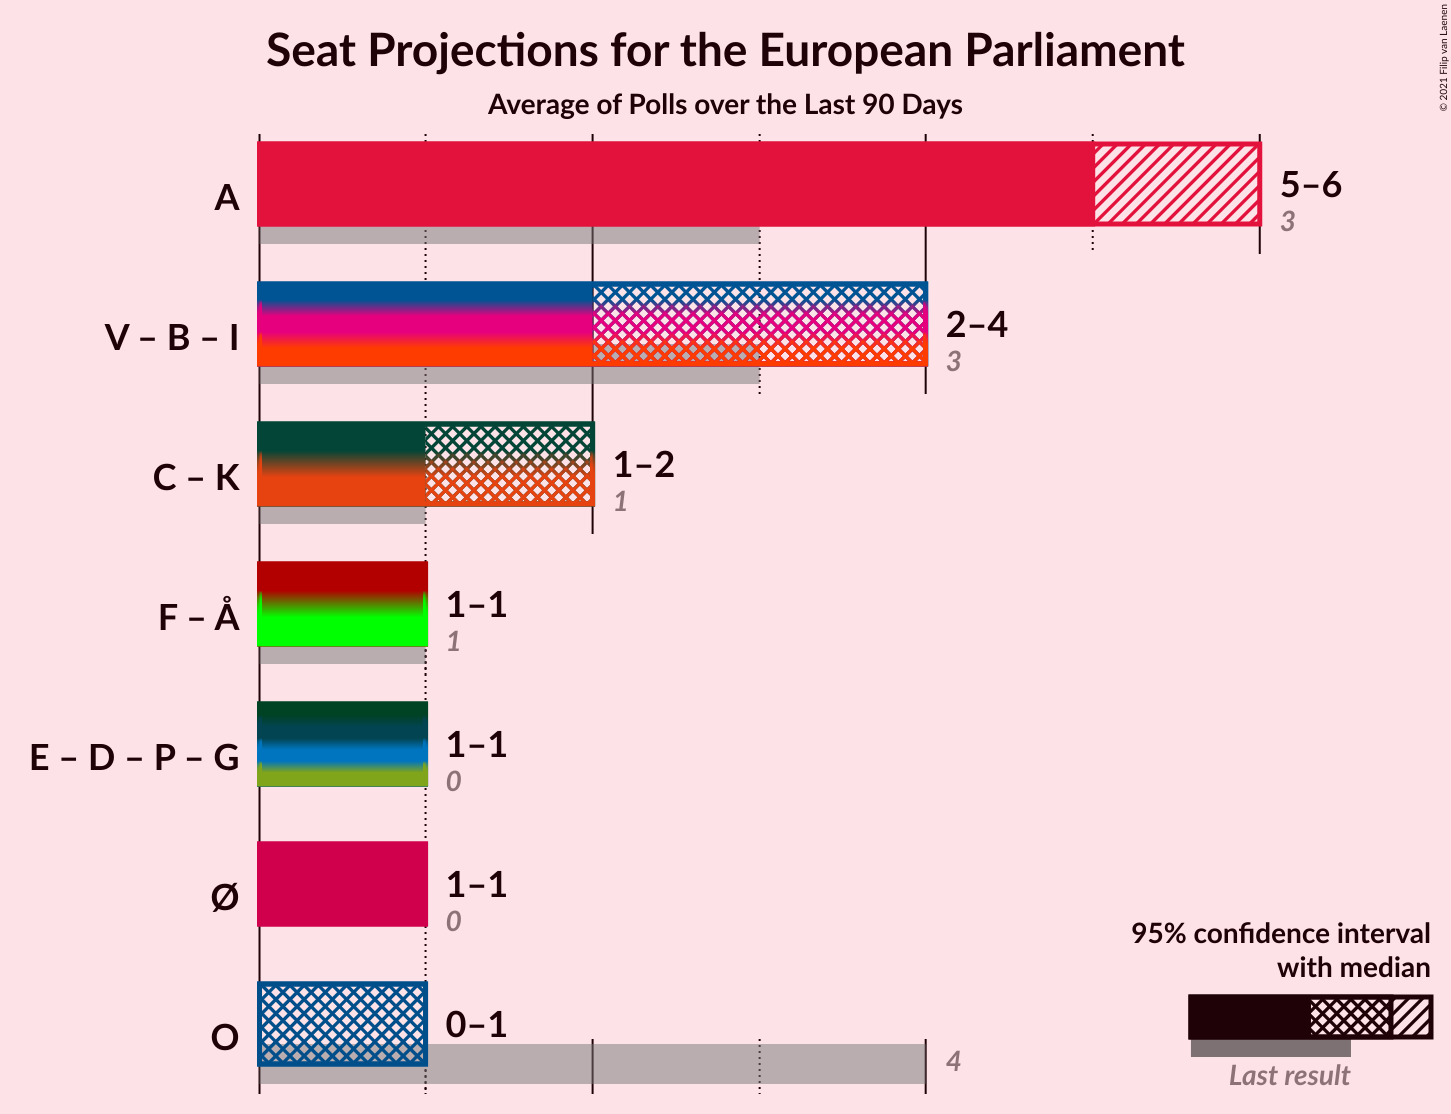 Seat Projections for the European Parliament
Average of Polls over the Last 90 Days
© 2021 Filip van Laenen
A
5–6
3
V – B – I
2–4
3
C – K
1–2
1
F – Å
1–1
1
E – D – P – G
1–1
0
Ø
1–1
0
O
0–1
4
95% confidence interval
with median
Last result